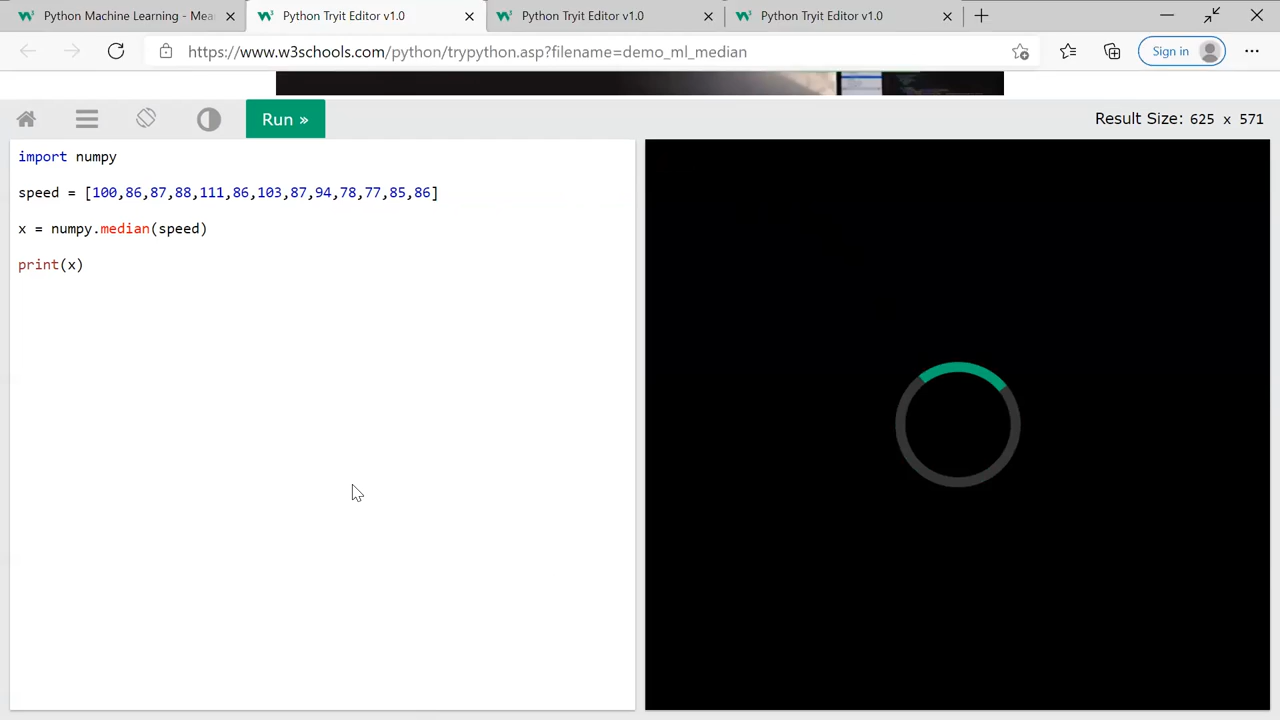 Python Machine Learning - Mea
Python Tryit Editor v1.0
Python Tryit Editor v1.0
Python Tryit Editor v1.0
https://www.w3schools.com/python/trypython.asp?filename=demo_ml_median
Sign in
Run »
Result Size: 625 x 571
import numpy
speed = [100,86,87,88,111,86,103,87,94,78,77,85,86]
x = numpy.median(speed)
print(x)